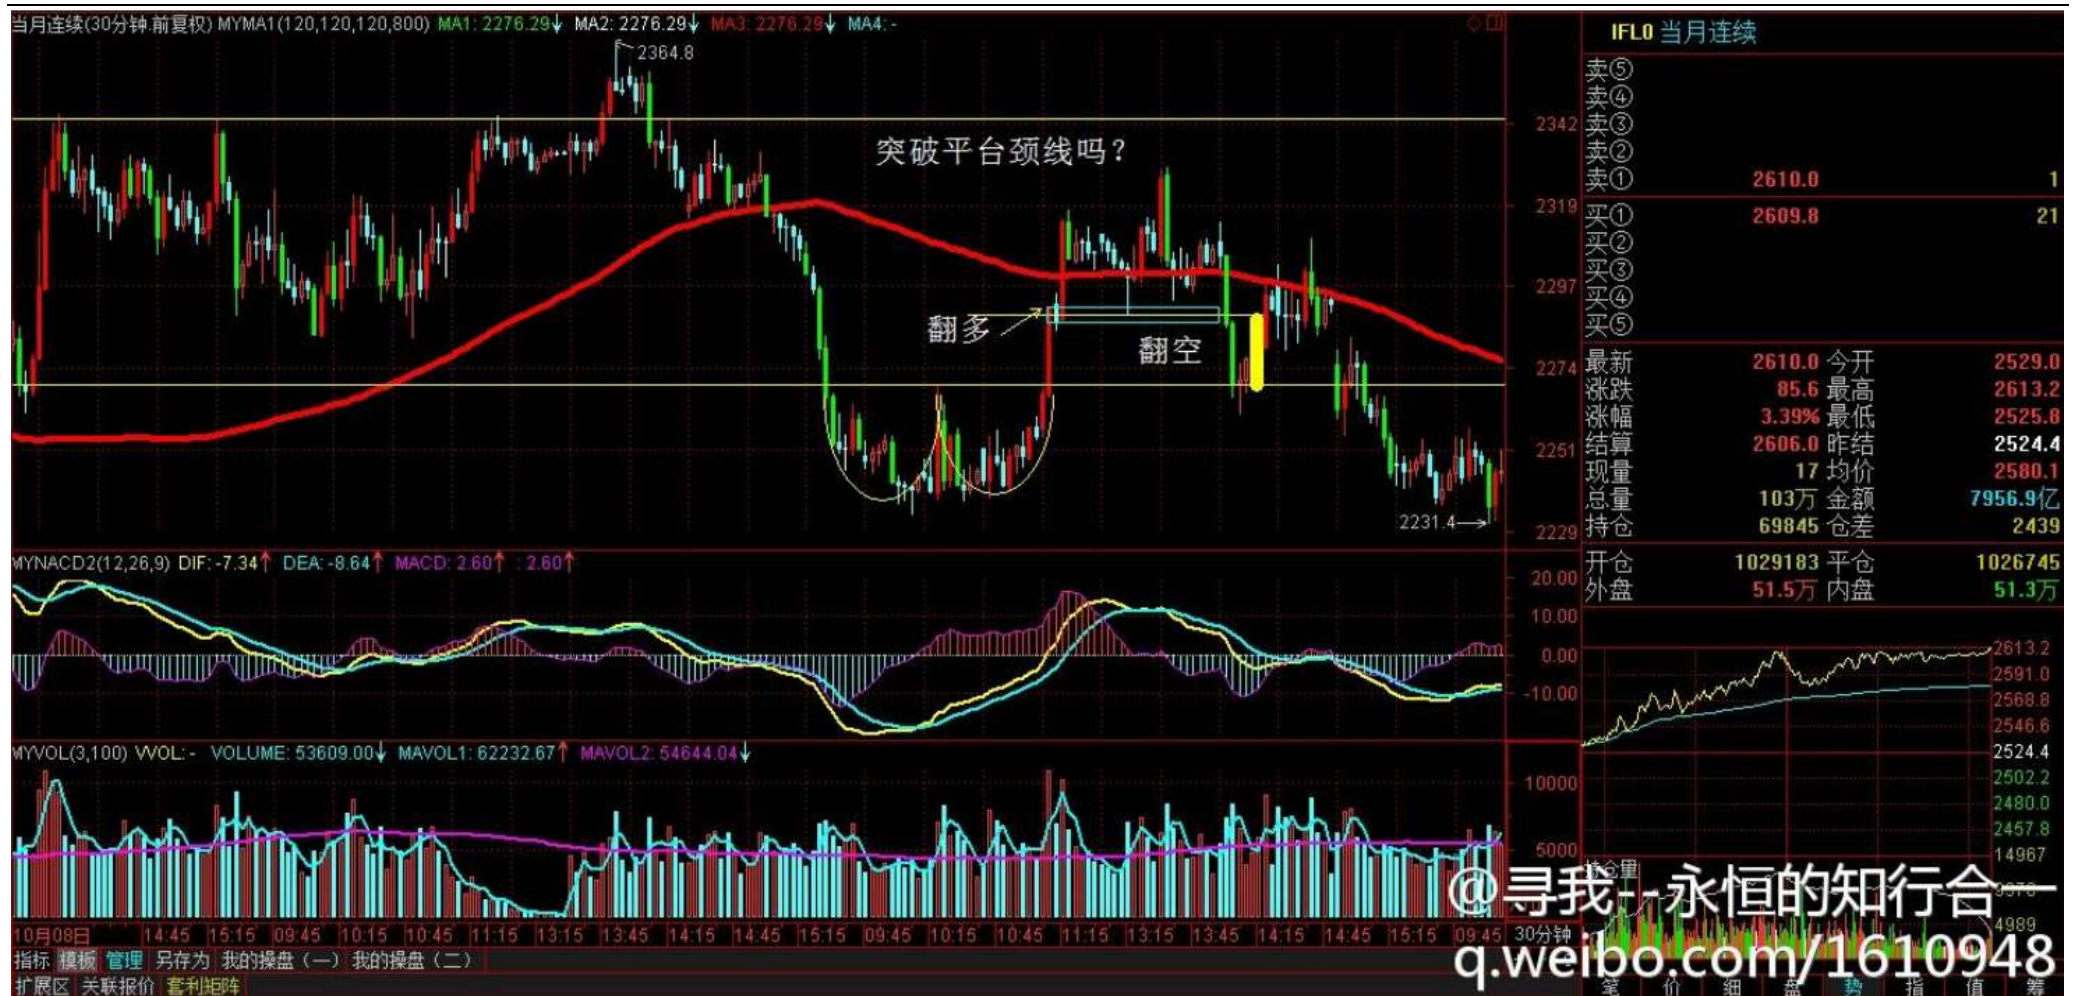 当月连续(30分钟.前复权) MYMA1(120,120,120,800) MA1: 2276.29↓ MA2: 2276.29↓ MA3: 2276.29↓ MA4: -
2364.8
突破平台颈线吗?
翻多
翻空
2231.4
2342
2319
2297
2274
2251
2229
MYNACD2(12,26,9) DIF: -7.34↑ DEA: -8.64↑ MACD: 2.60↑ : 2.60↑
20.00
10.00
0.00
-10.00
MYVOL(3,100) VVOL: - VOLUME: 53609.00↓ MAVOL1: 62232.67↑ MAVOL2: 54644.04↓
10000
5000
10月08日 14:45 15:15 09:45 10:15 10:45 11:15 13:15 13:45 14:15 14:45 15:15 09:45 10:15 10:45 11:15 13:15 13:45 14:15 14:45 15:15 09:45 30分钟
指标 模板 管理 另存为 我的操盘（一） 我的操盘（二）
扩展区 关联报价 套利矩阵
IFL0 当月连续
卖⑤
卖④
卖③
卖②
卖① 2610.0 1
买① 2609.8 21
买②
买③
买④
买⑤
最新 2610.0 今开 2529.0
涨跌 85.6 最高 2613.2
涨幅 3.39% 最低 2525.8
结算 2606.0 昨结 2524.4
现量 17 均价 2580.1
总量 103万 金额 7956.9亿
持仓 69845 仓差 2439
开仓 1029183 平仓 1026745
外盘 51.5万 内盘 51.3万
2613.2
2591.0
2568.8
2546.6
2524.4
2502.2
2480.0
2457.8
14967
持仓量
4989
@寻我--永恒的知行合一
q.weibo.com/1610948
笔 价 细 盘 势 指 值 筹